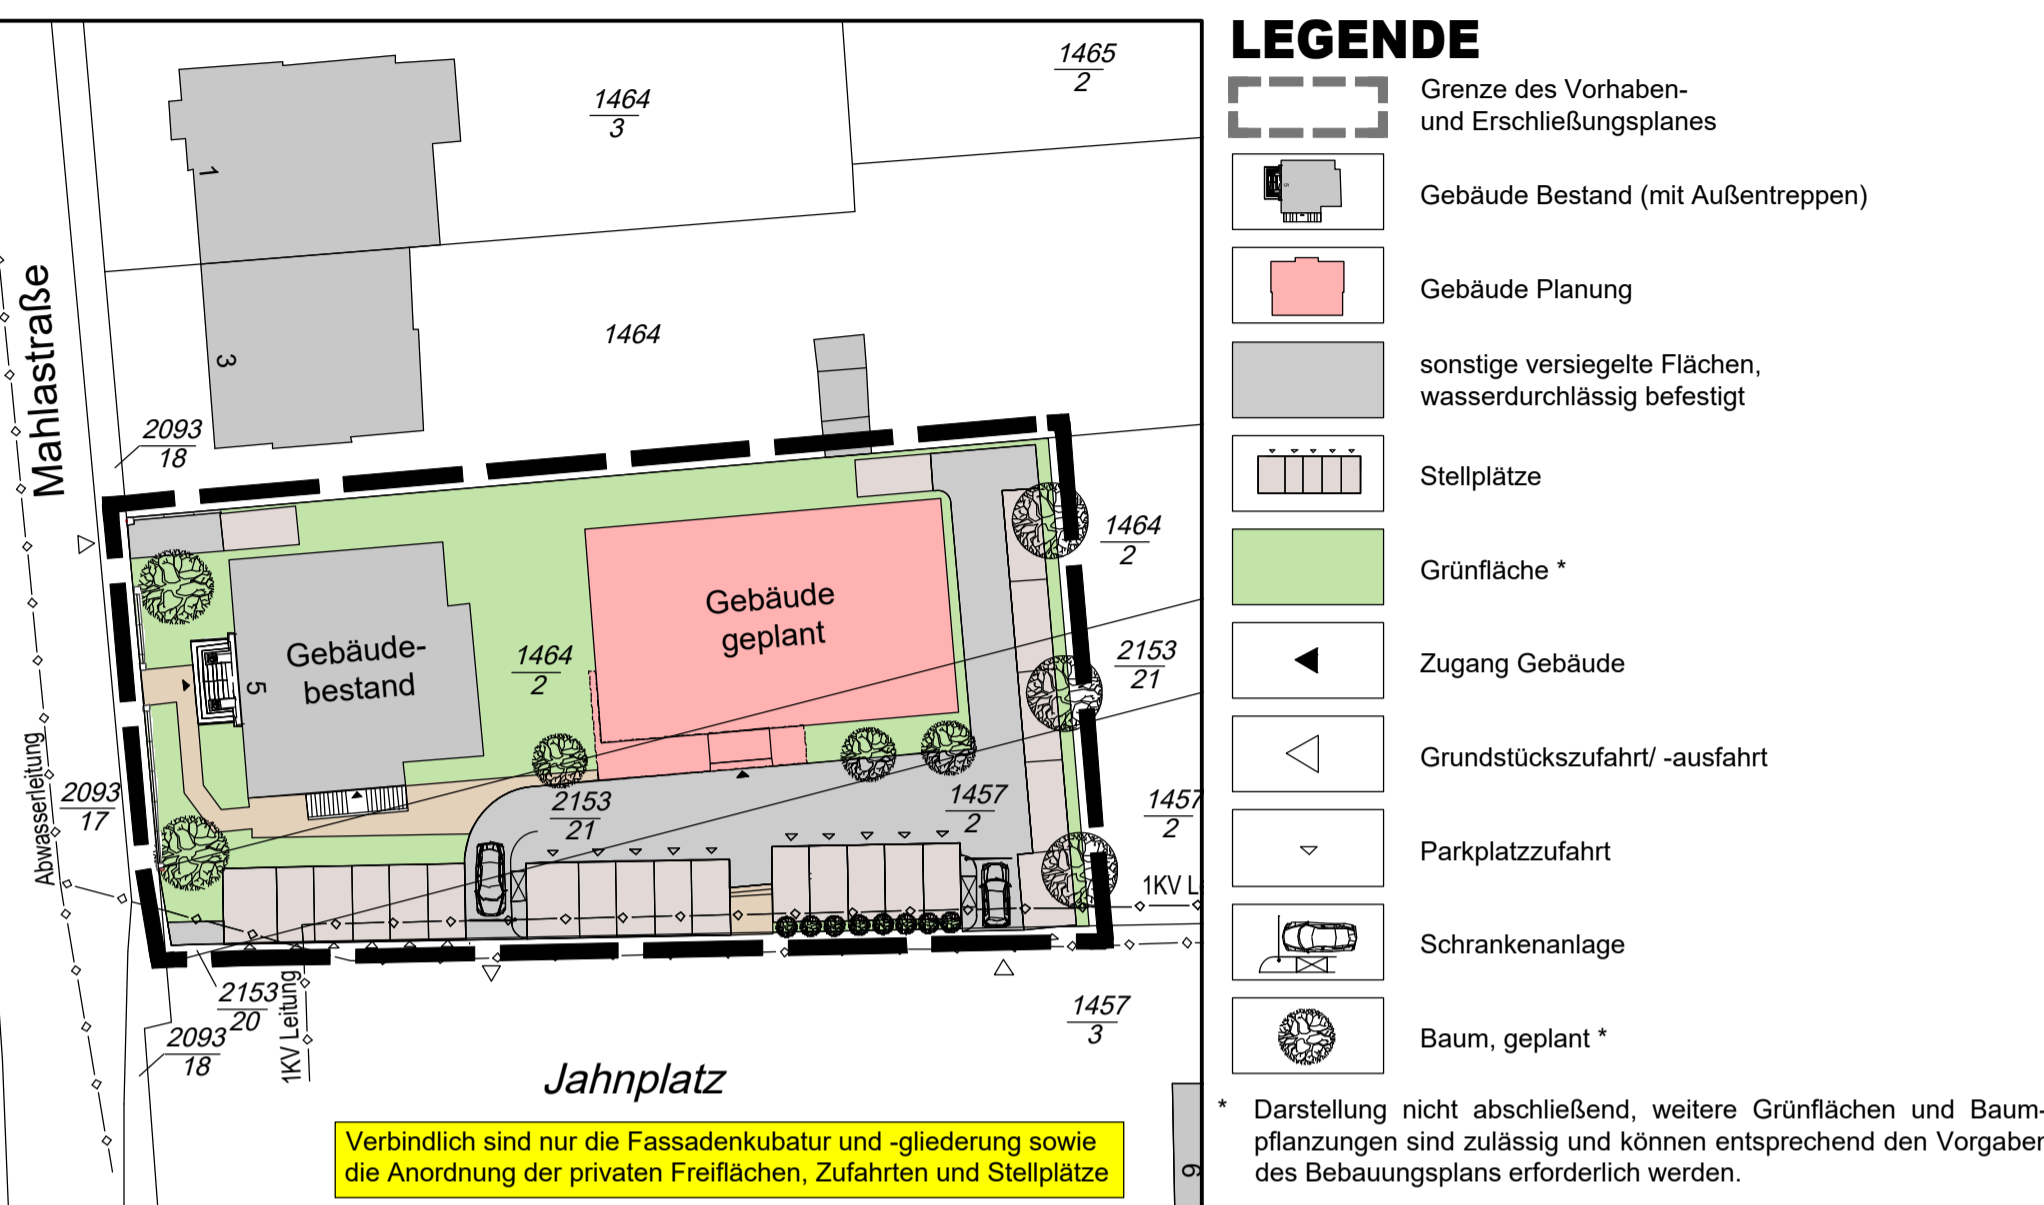 1465
2
1464
3
1
1464
3
Mahlastraße
2093
18
1464
2
Gebäude
geplant
Gebäude-
bestand
5
1464
2
2153
21
Abwasserleitung
2093
17
2153
21
1457
2
1457
2
1KV L
2153
20
2093
18
1KV Leitung
1457
3
Jahnplatz
Verbindlich sind nur die Fassadenkubatur und -gliederung sowie
die Anordnung der privaten Freiflächen, Zufahrten und Stellplätze
9
LEGENDE
Grenze des Vorhaben-
und Erschließungsplanes
Gebäude Bestand (mit Außentreppen)
Gebäude Planung
sonstige versiegelte Flächen,
wasserdurchlässig befestigt
Stellplätze
Grünfläche *
Zugang Gebäude
Grundstückszufahrt/ -ausfahrt
Parkplatzzufahrt
Schrankenanlage
Baum, geplant *
* Darstellung nicht abschließend, weitere Grünflächen und Baum-
pflanzungen sind zulässig und können entsprechend den Vorgaben
des Bebauungsplans erforderlich werden.